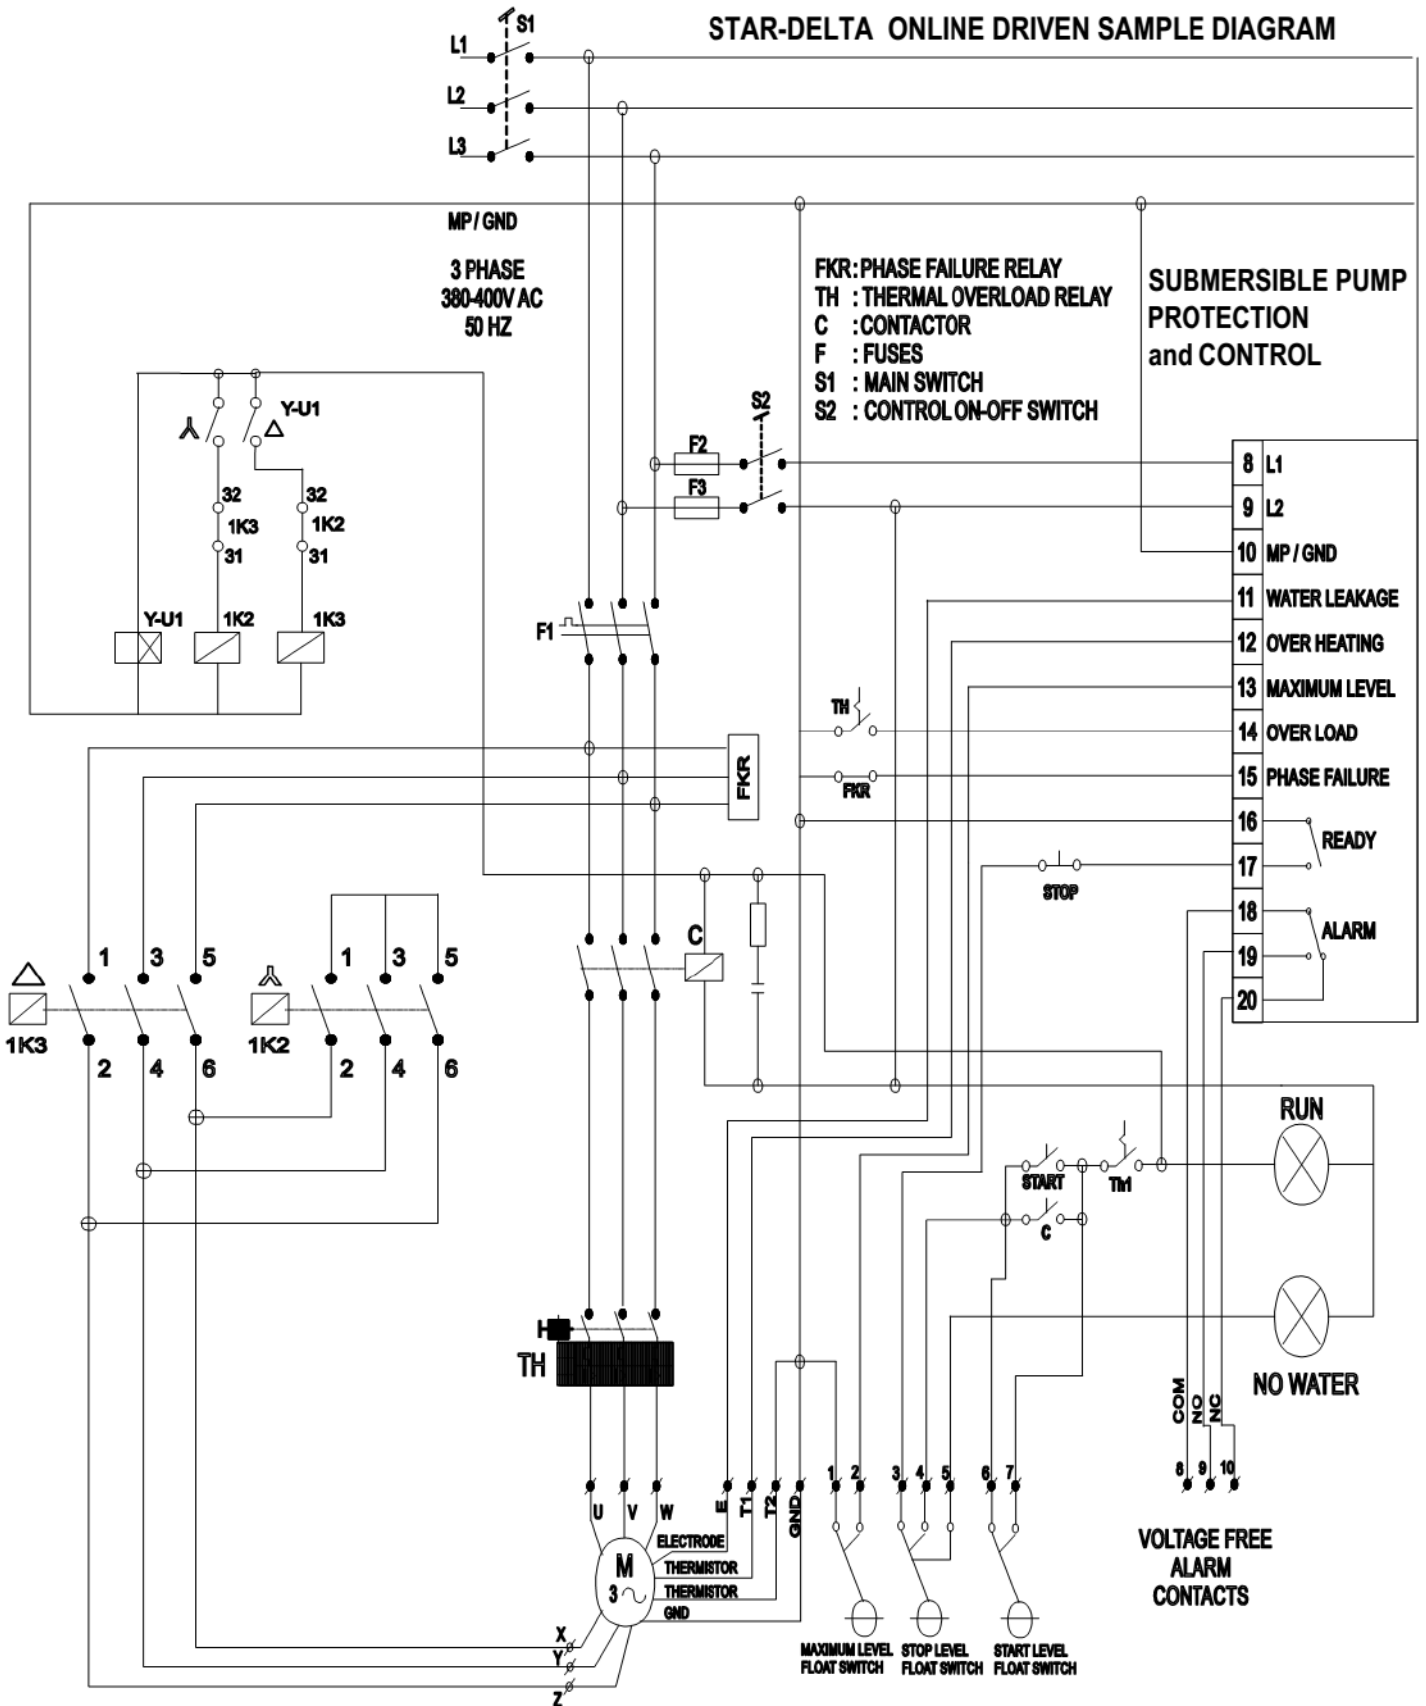 STAR-DELTA ONLINE DRIVEN SAMPLE DIAGRAM
S1
L1
L2
L3
MP / GND
3 PHASE
380-400V AC
50 HZ
FKR : PHASE FAILURE RELAY
TH : THERMAL OVERLOAD RELAY
C : CONTACTOR
F : FUSES
S1 : MAIN SWITCH
S2 : CONTROL ON-OFF SWITCH
SUBMERSIBLE PUMP
PROTECTION
and CONTROL
Y-U1
32
1K3
31
32
1K2
31
Y-U1
1K2
1K3
S2
F2
F3
F1
8 L1
9 L2
10 MP / GND
11 WATER LEAKAGE
12 OVER HEATING
13 MAXIMUM LEVEL
14 OVER LOAD
15 PHASE FAILURE
16
READY
17
18
ALARM
19
20
TH
FKR
FKR
STOP
C
1 3 5
1K3
2 4 6
1 3 5
1K2
2 4 6
RUN
START
Th1
C
NO WATER
H
TH
COM
NO
NC
8 9 10
VOLTAGE FREE
ALARM
CONTACTS
U V W
E
T1
T2
GND
1 2 3 4 5 6 7
M
3
ELECTRODE
THERMISTOR
THERMISTOR
GND
X
Y
Z
MAXIMUM LEVEL
FLOAT SWITCH
STOP LEVEL
FLOAT SWITCH
START LEVEL
FLOAT SWITCH